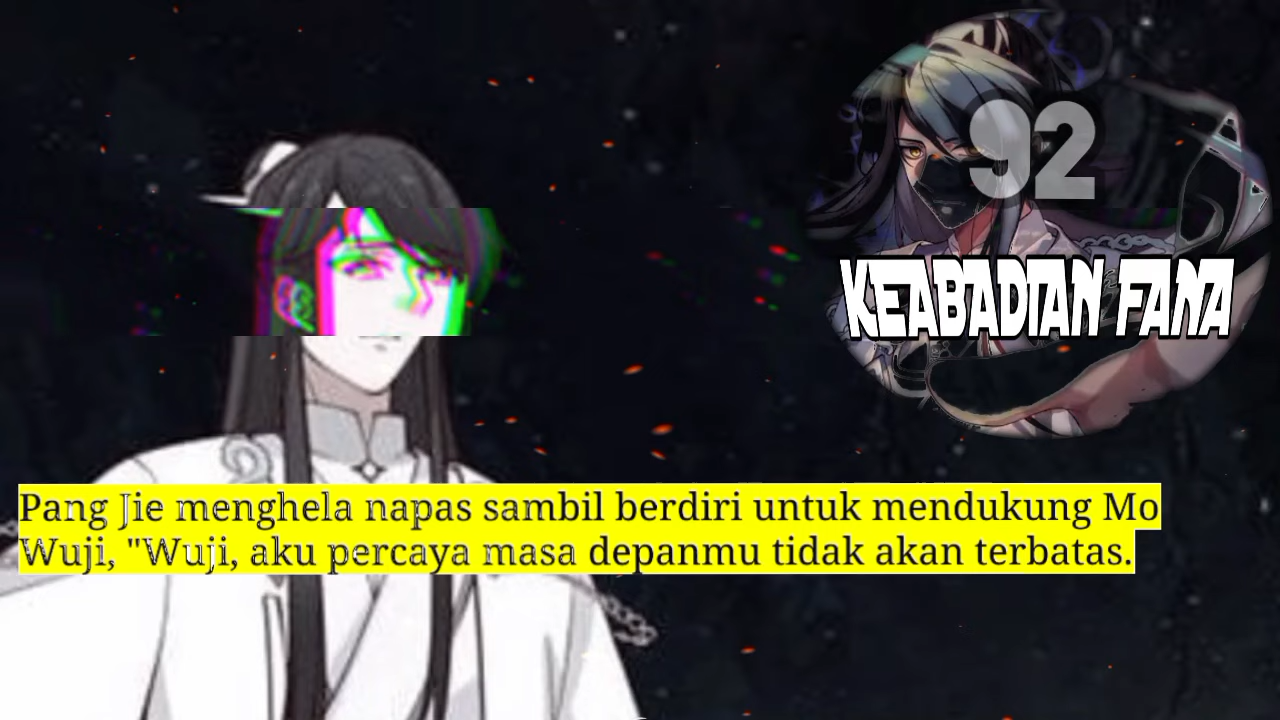 92
KEABADIAN FANA
Pang Jie menghela napas sambil berdiri untuk mendukung Mo
Wuji, "Wuji, aku percaya masa depanmu tidak akan terbatas.